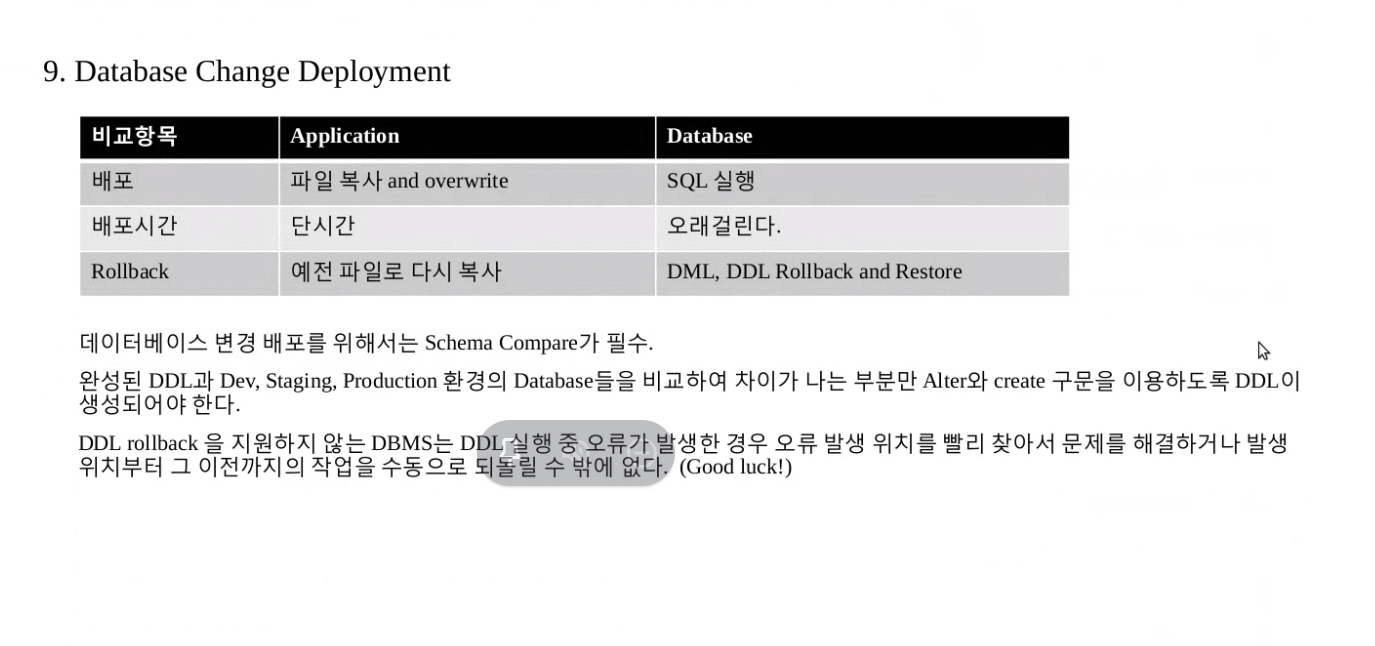 9. Database Change Deployment
비교항목 Application Database
배포 파일 복사 and overwrite SQL 실행
배포시간 단시간 오래걸린다.
Rollback 예전 파일로 다시 복사 DML, DDL Rollback and Restore
데이터베이스 변경 배포를 위해서는 Schema Compare가 필수.
완성된 DDL과 Dev, Staging, Production 환경의 Database들을 비교하여 차이가 나는 부분만 Alter와 create 구문을 이용하도록 DDL이
생성되어야 한다.
DDL rollback 을 지원하지 않는 DBMS는 DDL 실행 중 오류가 발생한 경우 오류 발생 위치를 빨리 찾아서 문제를 해결하거나 발생
위치부터 그 이전까지의 작업을 수동으로 되돌릴 수 밖에 없다. (Good luck!)